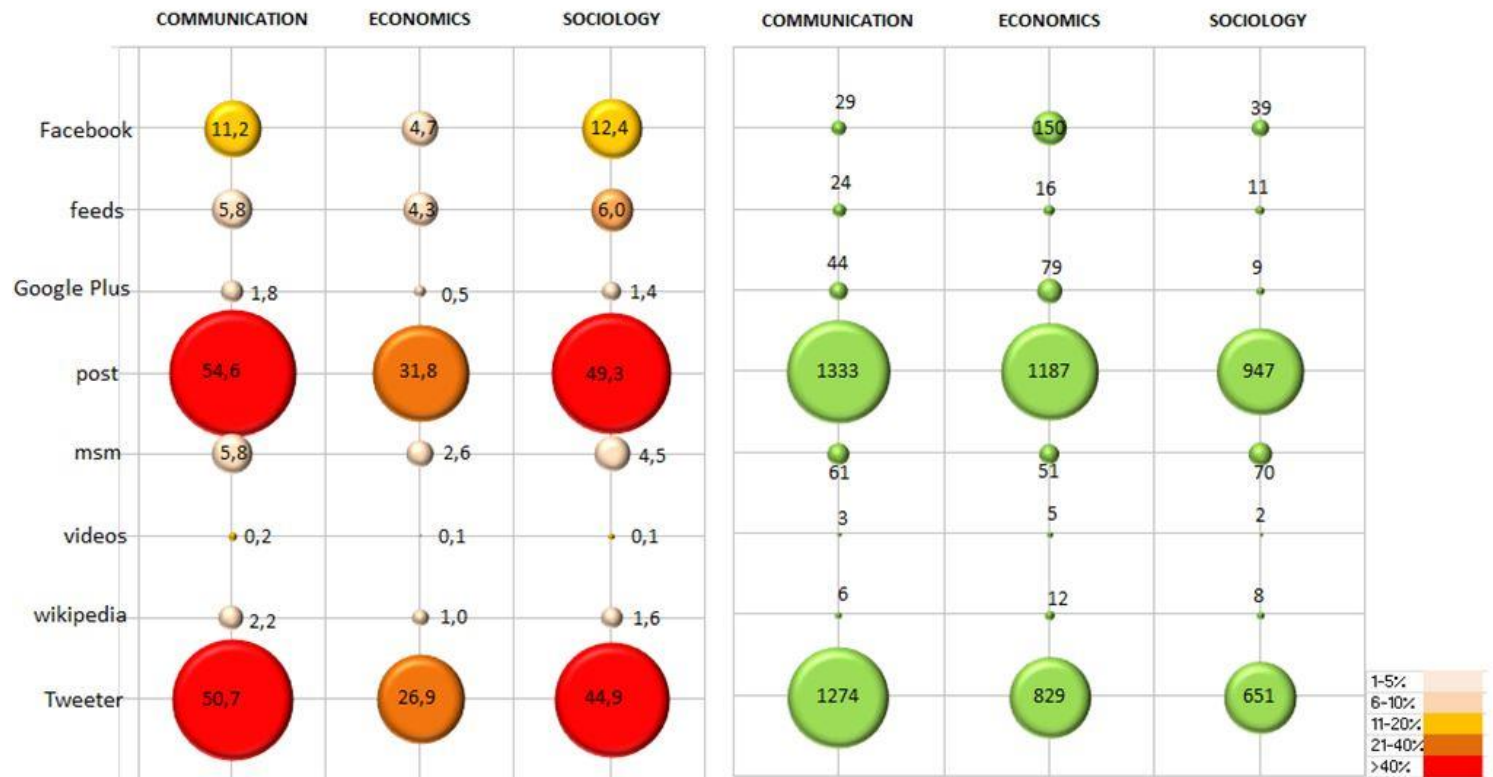 COMMUNICATION ECONOMICS SOCIOLOGY COMMUNICATION ECONOMICS SOCIOLOGY
Facebook 11,2 4,7 12,4 29 150 39
feeds 5,8 4,3 6,0 24 16 11
Google Plus 1,8 0,5 1,4 44 79 9
post 54,6 31,8 49,3 1333 1187 947
msm 5,8 2,6 4,5 61 51 70
videos 0,2 0,1 0,1 3 5 2
wikipedia 2,2 1,0 1,6 6 12 8
Tweeter 50,7 26,9 44,9 1274 829 651
1-5%
6-10%
11-20%
21-40%
>40%